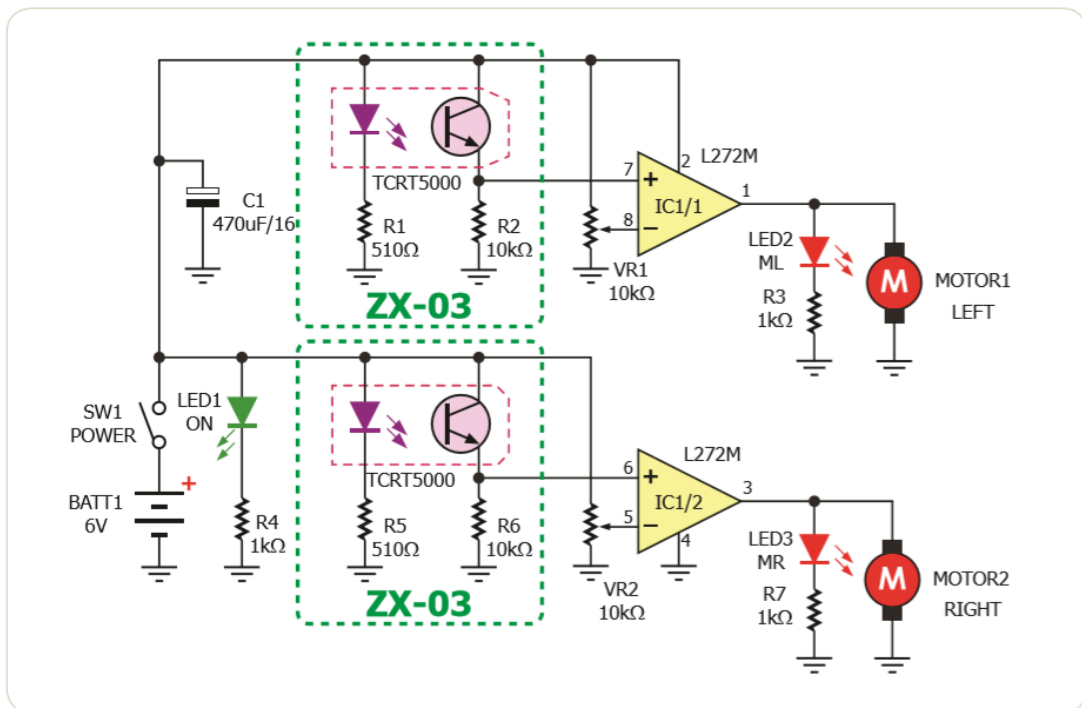 L272M
2
7
+
IC1/1
1
8
−
TCRT5000
C1
470uF/16
R1
510Ω
R2
10kΩ
VR1
10kΩ
LED2
ML
R3
1kΩ
M
MOTOR1
LEFT
ZX-03
SW1
POWER
LED1
ON
+
BATT1
6V
R4
1kΩ
TCRT5000
R5
510Ω
R6
10kΩ
L272M
6
+
IC1/2
3
5
−
4
VR2
10kΩ
LED3
MR
R7
1kΩ
M
MOTOR2
RIGHT
ZX-03